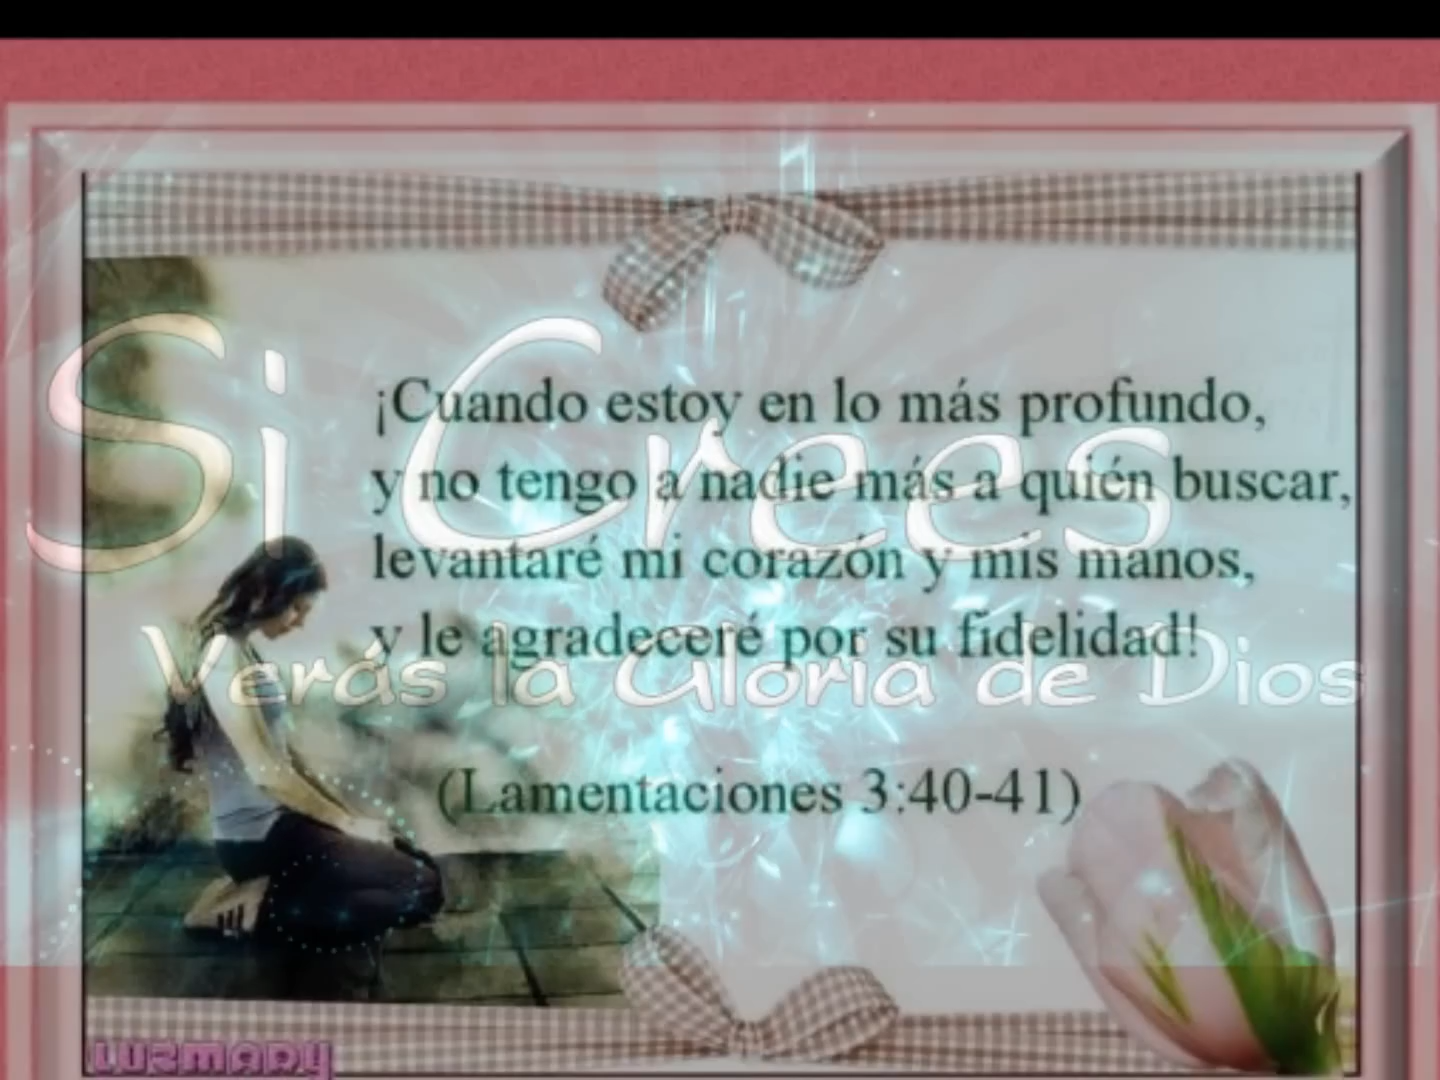 Si Crees
¡Cuando estoy en lo más profundo,
y no tengo a nadie más a quién buscar,
levantaré mi corazón y mis manos,
y le agradeceré por su fidelidad!
Verás la Gloria de Dios
(Lamentaciones 3:40-41)
LUZMARY